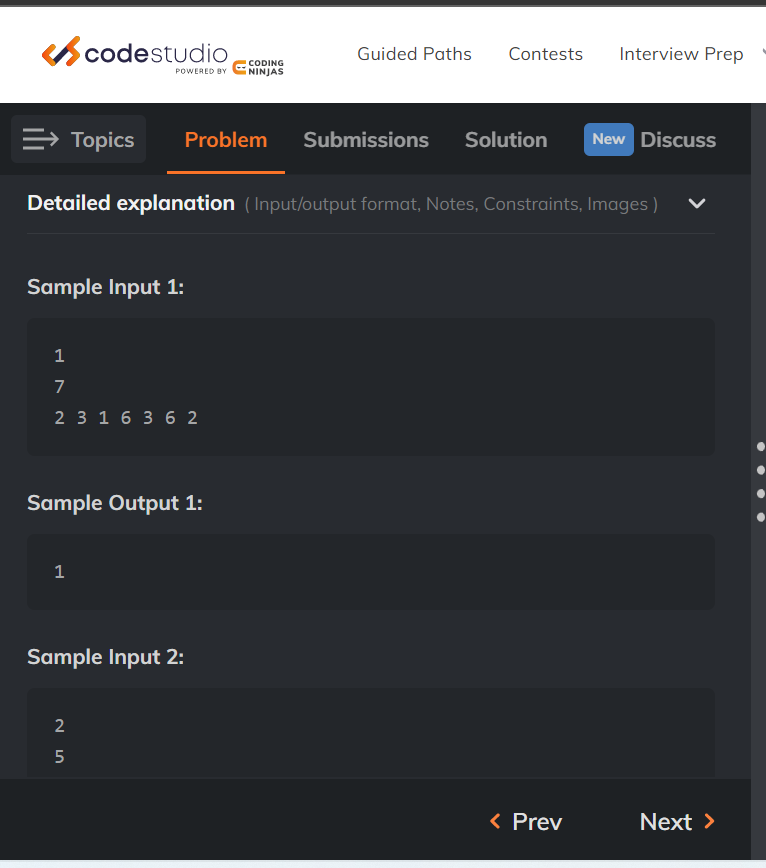 codestudio
POWERED BY CODING NINJAS
Guided Paths Contests Interview Prep
Topics Problem Submissions Solution New Discuss
Detailed explanation ( Input/output format, Notes, Constraints, Images )
Sample Input 1:
1
7
2 3 1 6 3 6 2
Sample Output 1:
1
Sample Input 2:
2
5
Prev Next